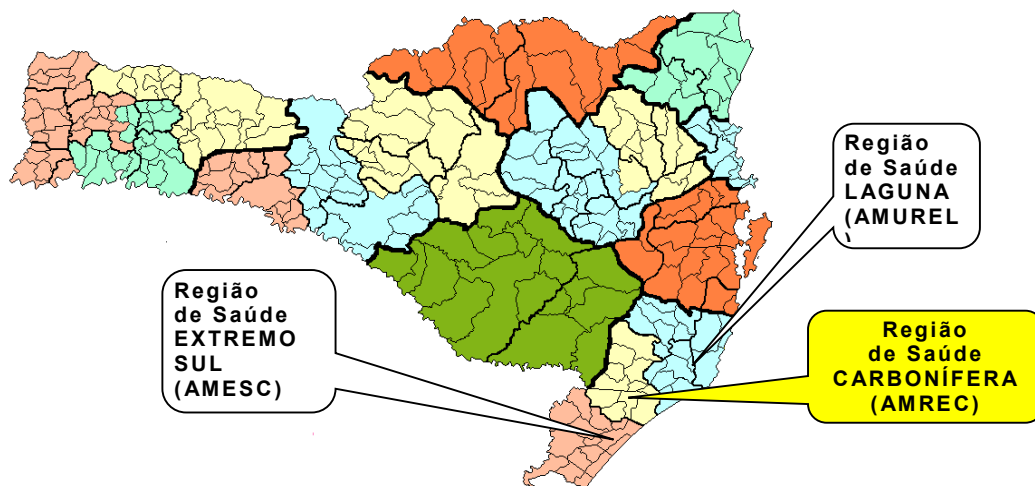 Região
de Saúde
LAGUNA
(AMUREL
)
Região
de Saúde
EXTREMO
SUL
(AMESC)
Região
de Saúde
CARBONÍFERA
(AMREC)